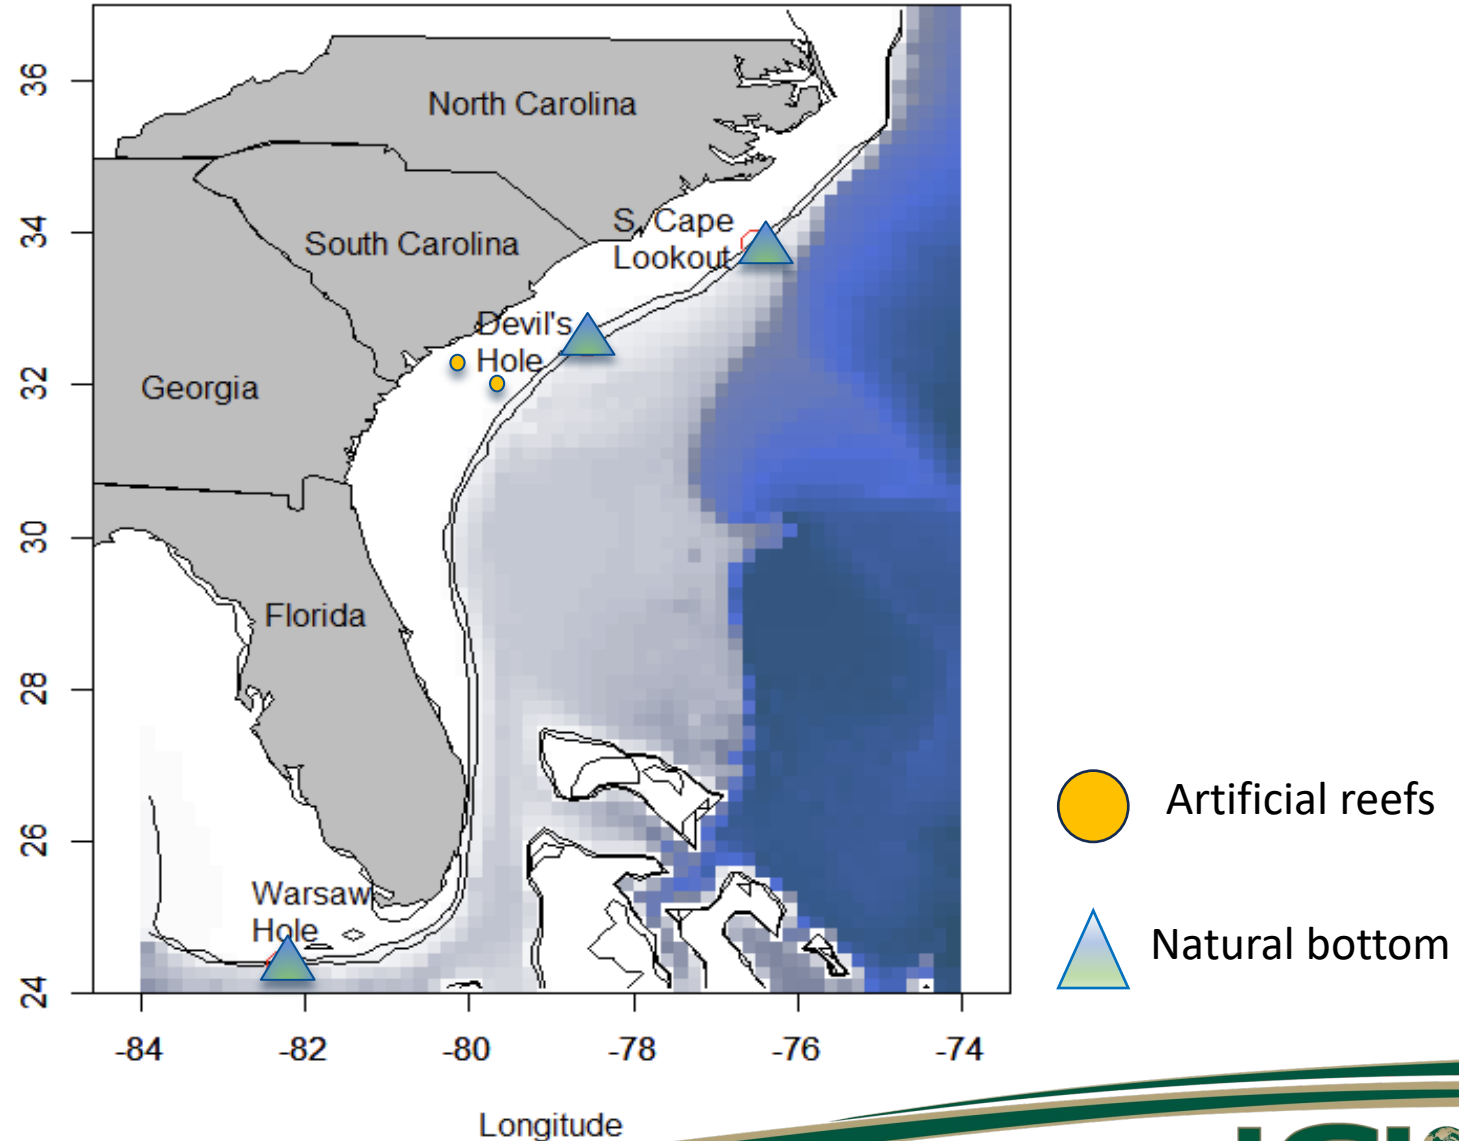 36
34
32
30
28
26
24
North Carolina
South Carolina
Georgia
Florida
S. Cape
Lookout
Devil's
Hole
Warsaw
Hole
-84
-82
-80
-78
-76
-74
Longitude
Artificial reefs
Natural bottom